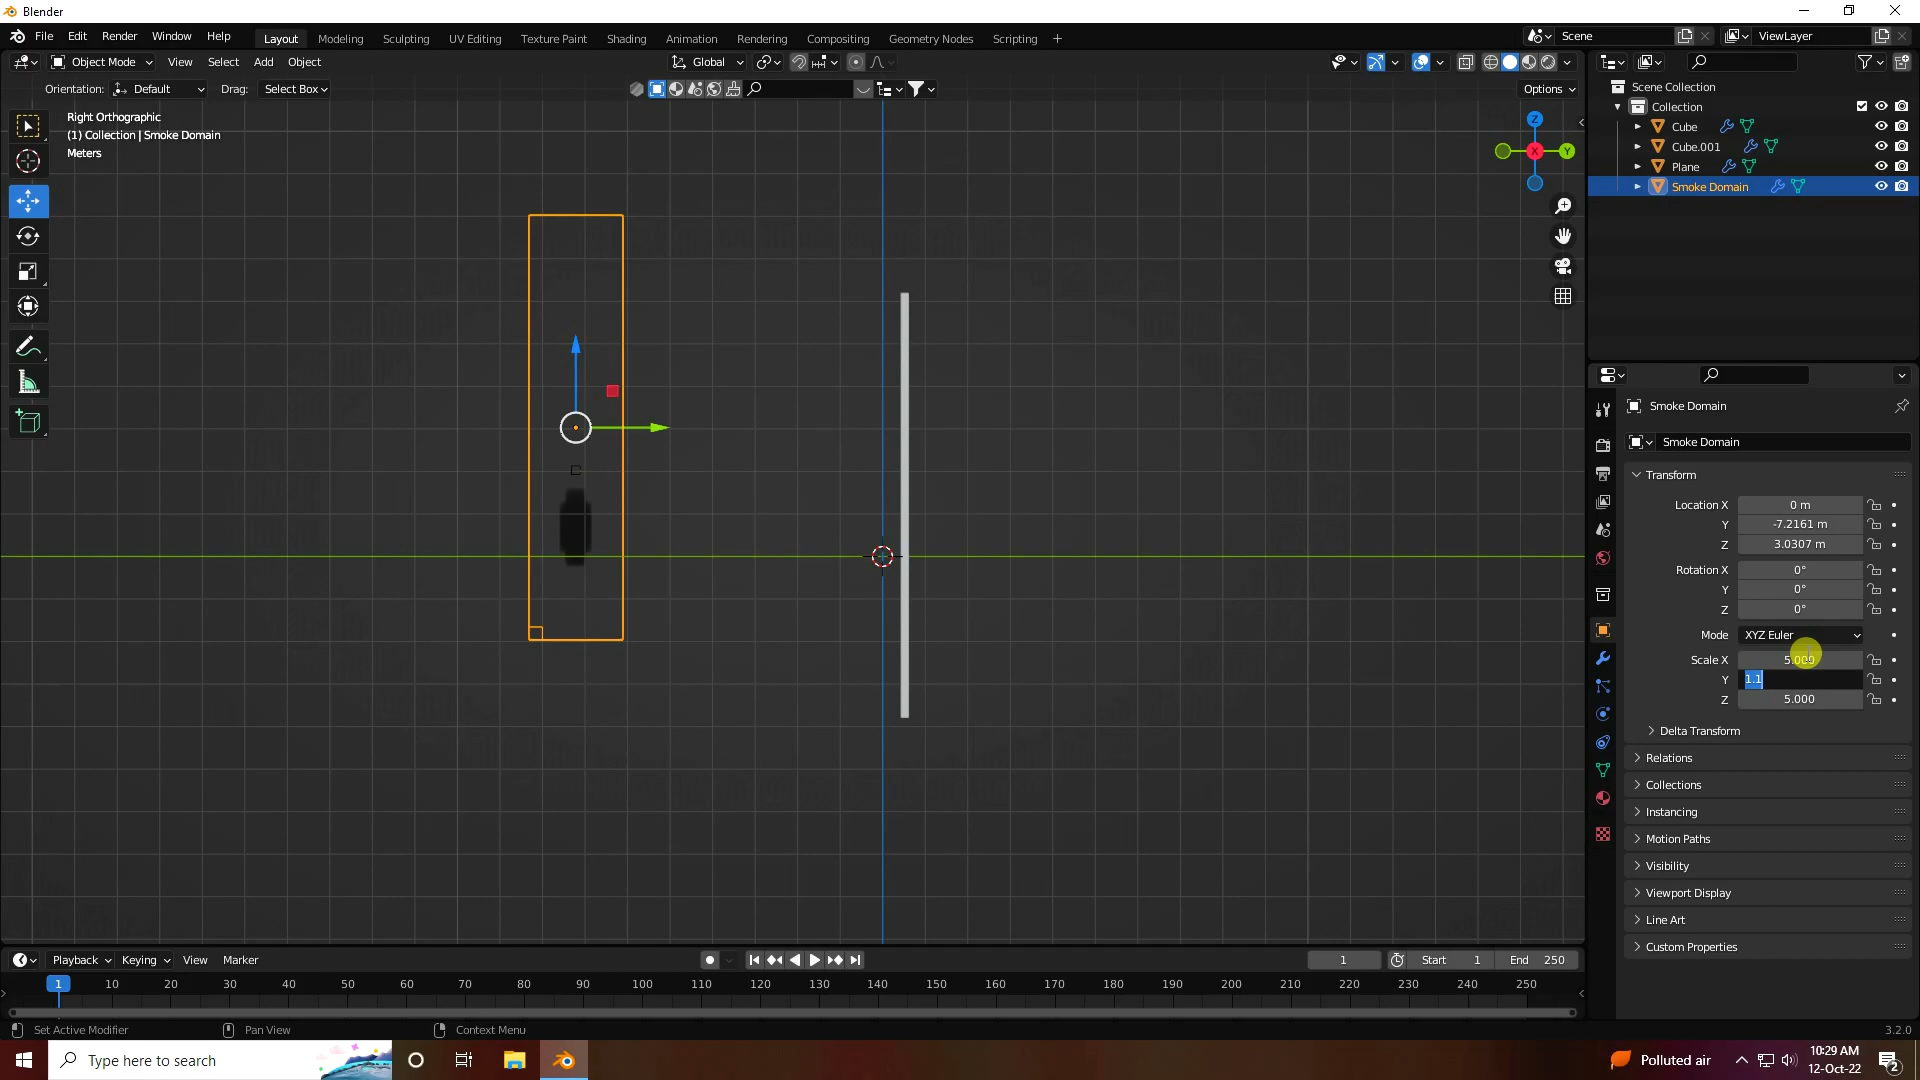 Blender
File Edit Render Window Help
Layout Modeling Sculpting UV Editing Texture Paint Shading Animation Rendering Compositing Geometry Nodes Scripting +
Scene
ViewLayer
Object Mode View Select Add Object
Global
Orientation: Default Drag: Select Box
Options
Right Orthographic
(1) Collection | Smoke Domain
Meters
Z
Y
X
Scene Collection
Collection
Cube
Cube.001
Plane
Smoke Domain
Smoke Domain
Smoke Domain
Transform
Location X 0 m
Y -7.2161 m
Z 3.0307 m
Rotation X 0°
Y 0°
Z 0°
Mode XYZ Euler
Scale X 5.000
Y 1.1
Z 5.000
Delta Transform
Relations
Collections
Instancing
Motion Paths
Visibility
Viewport Display
Line Art
Custom Properties
Playback Keying View Marker
1 Start 1 End 250
1 10 20 30 40 50 60 70 80 90 100 110 120 130 140 150 160 170 180 190 200 210 220 230 240 250
Set Active Modifier Pan View Context Menu
3.2.0
Type here to search
Polluted air
10:29 AM
12-Oct-22
2